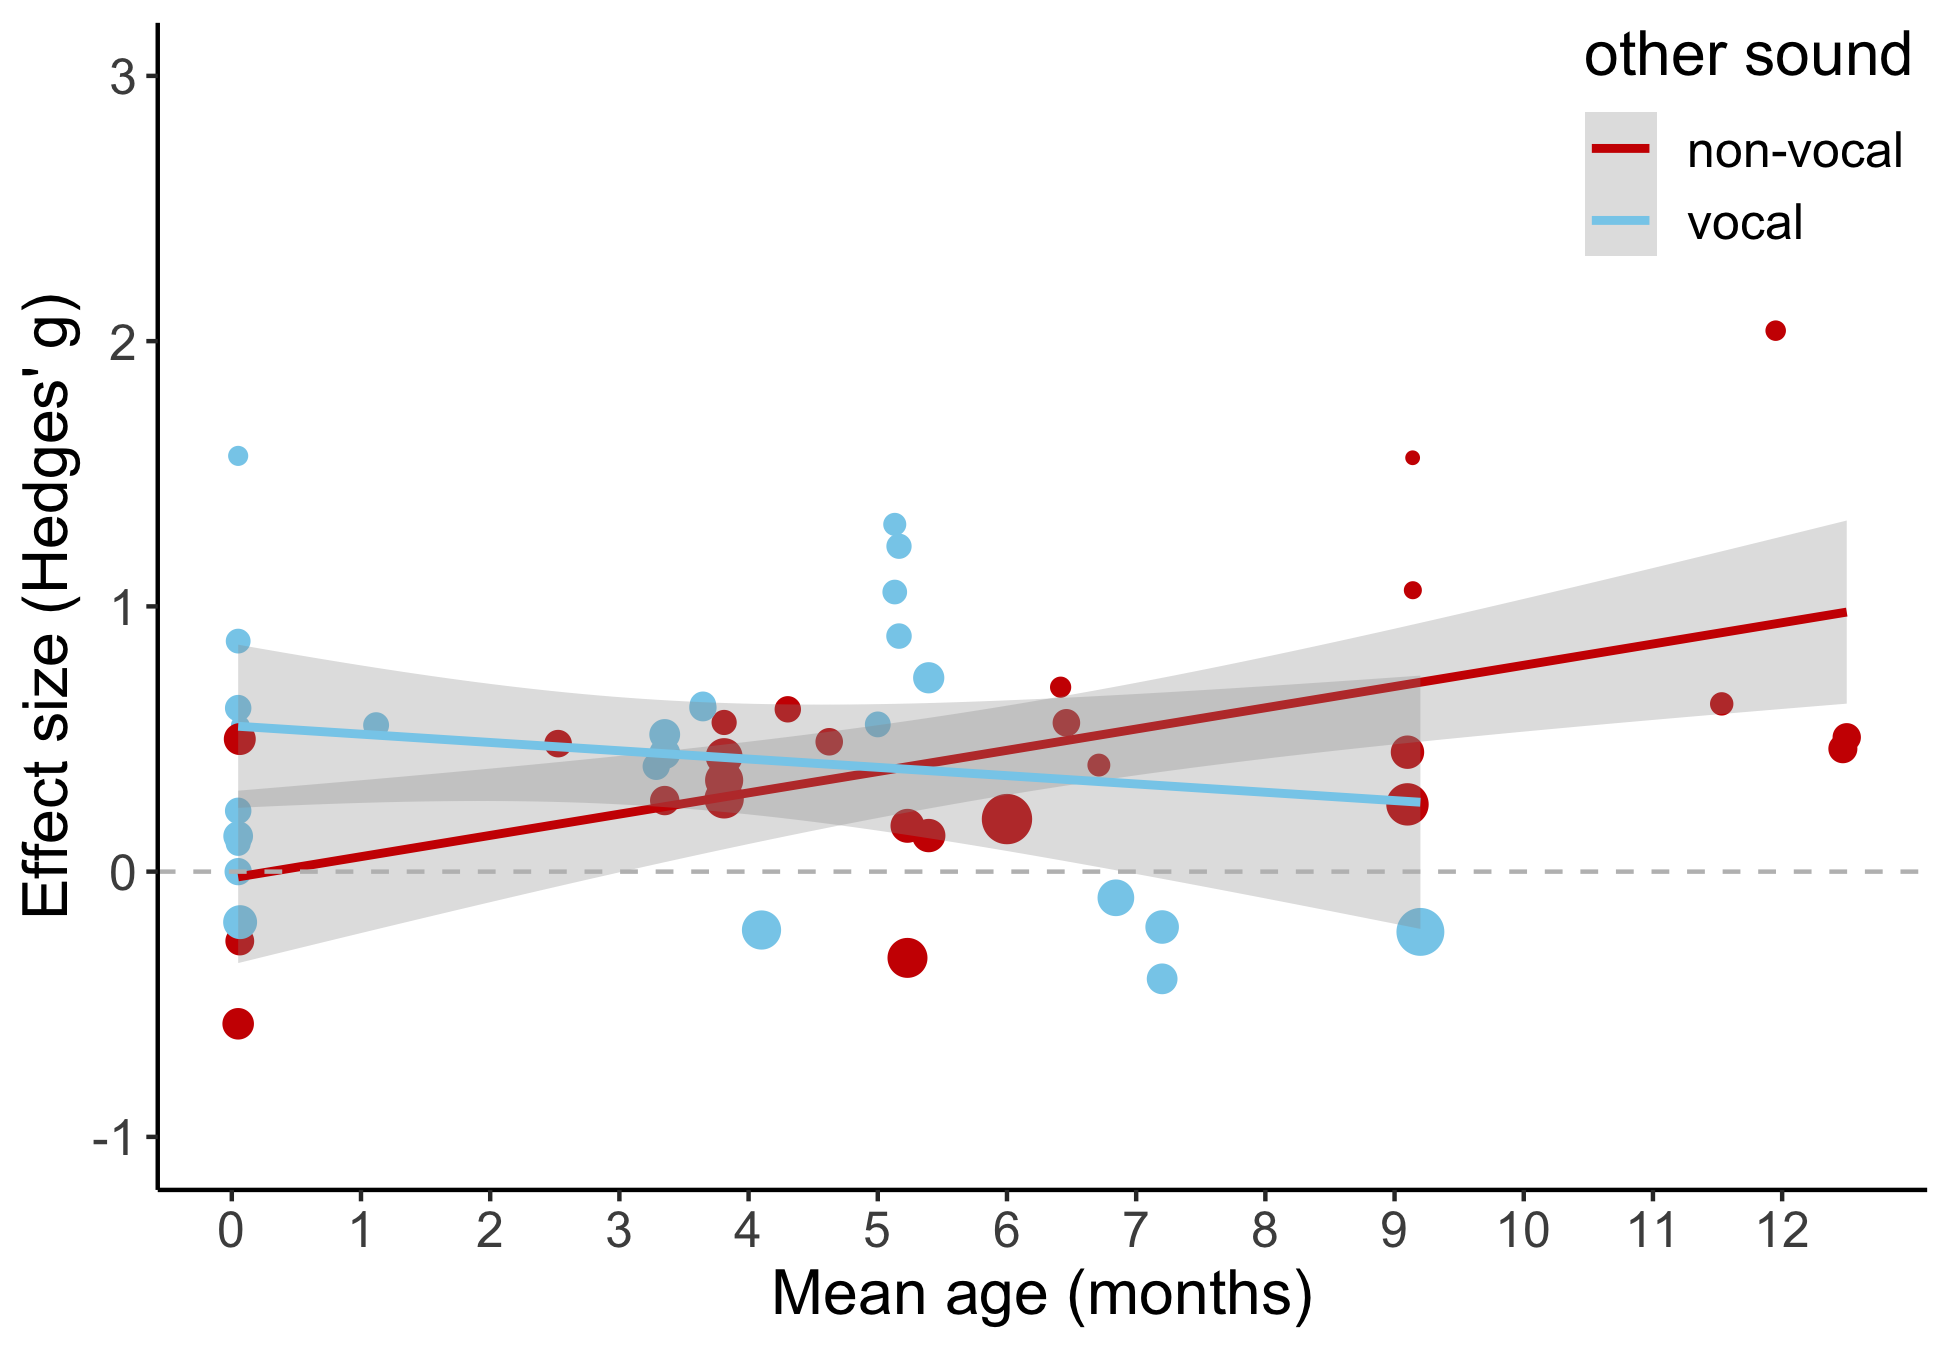 other sound
non-vocal
vocal
Effect size (Hedges' g)
3
2
1
0
-1
0 1 2 3 4 5 6 7 8 9 10 11 12
Mean age (months)